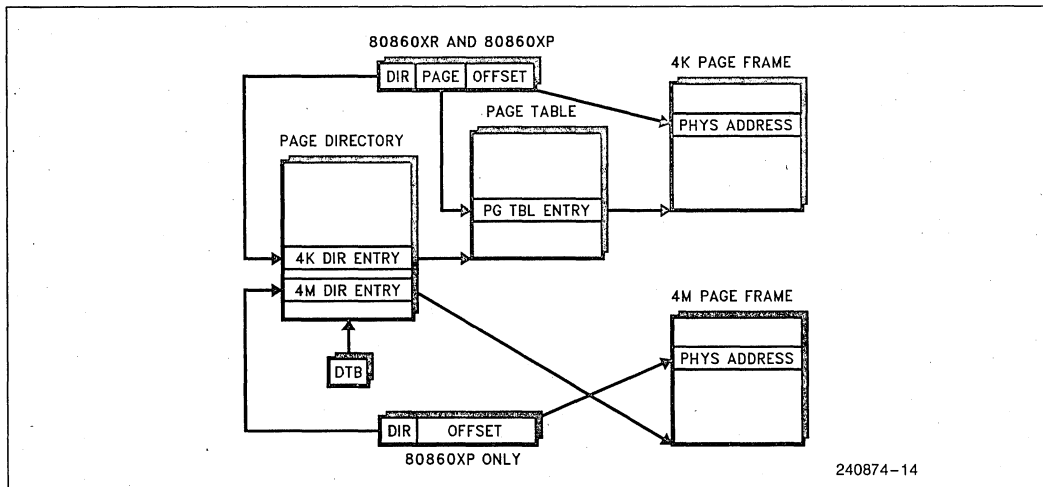 80860XR AND 80860XP
DIR PAGE OFFSET
4K PAGE FRAME
PHYS ADDRESS
PAGE TABLE
PG TBL ENTRY
PAGE DIRECTORY
4K DIR ENTRY
4M DIR ENTRY
DTB
4M PAGE FRAME
PHYS ADDRESS
DIR OFFSET
80860XP ONLY
240874-14